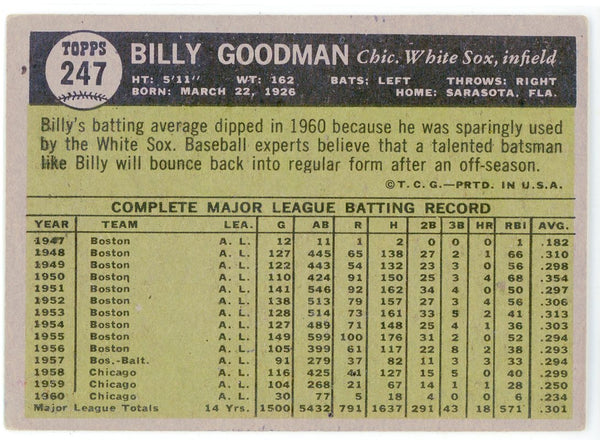 TOPPS
247
BILLY GOODMAN Chic. White Sox, infield
HT: 5'11" WT: 162 BATS: LEFT THROWS: RIGHT
BORN: MARCH 22, 1926 HOME: SARASOTA, FLA.
Billy's batting average dipped in 1960 because he was sparingly used
by the White Sox. Baseball experts believe that a talented batsman
like Billy will bounce back into regular form after an off-season.
©T.C.G.—PRTD. IN U.S.A.
COMPLETE MAJOR LEAGUE BATTING RECORD
YEAR TEAM LEA. G AB R H 2B 3B HR RBI AVG.
1947 Boston A. L. 12 11 1 2 0 0 0 1 .182
1948 Boston A. L. 127 445 65 138 27 2 1 66 .310
1949 Boston A. L. 122 443 54 132 23 3 0 56 .298
1950 Boston A. L. 110 424 91 150 25 3 4 68 .354
1951 Boston A. L. 141 546 92 162 34 4 0 50 .297
1952 Boston A. L. 138 513 79 157 27 3 4 56 .306
1953 Boston A. L. 128 514 73 161 33 5 2 41 .313
1954 Boston A. L. 127 489 71 148 25 4 1 36 .303
1955 Boston A. L. 149 599 100 176 31 2 0 52 .294
1956 Boston A. L. 105 399 61 117 22 8 2 38 .293
1957 Bos.-Balt. A. L. 91 279 37 82 11 3 3 33 .294
1958 Chicago A. L. 116 425 41 127 15 5 0 40 .299
1959 Chicago A. L. 104 268 21 67 14 1 1 28 .250
1960 Chicago A. L. 30 77 5 18 4 0 0 6 .234
Major League Totals 14 Yrs. 1500 5432 791 1637 291 43 18 571 .301